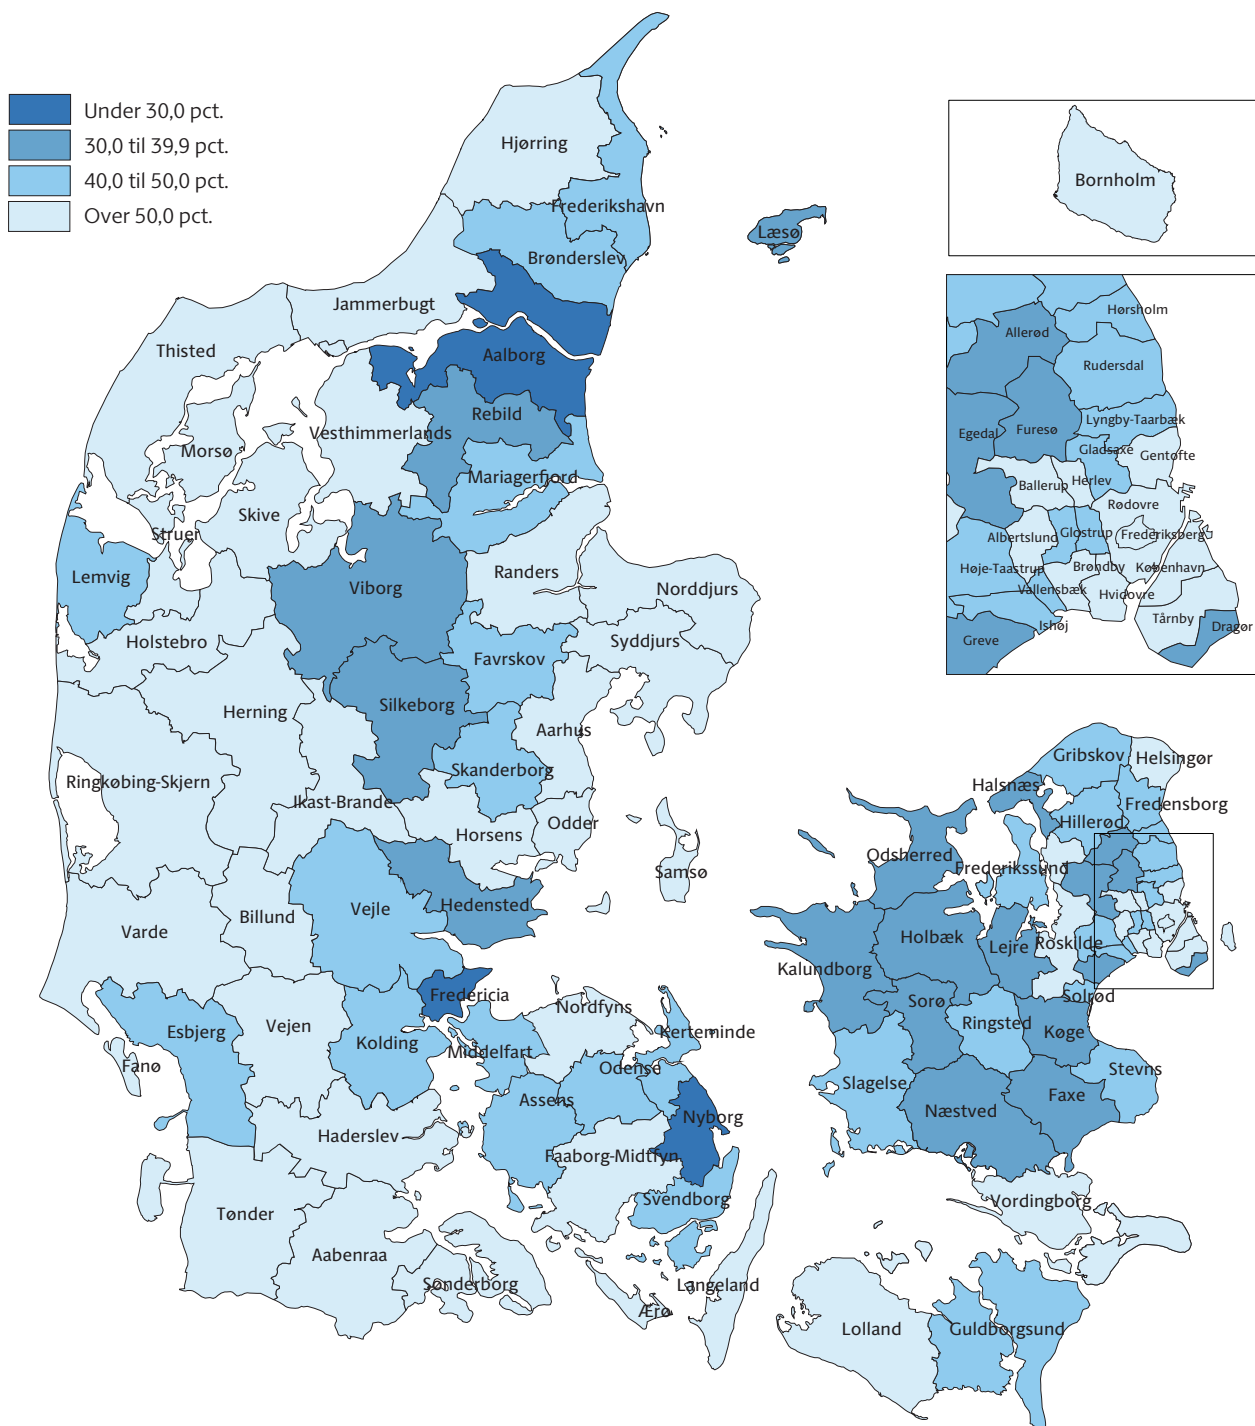 Under 30,0 pct.
30,0 til 39,9 pct.
40,0 til 50,0 pct.
Over 50,0 pct.
Hjørring
Frederikshavn
Brønderslev
Læsø
Jammerbugt
Thisted
Aalborg
Rebild
Vesthimmerlands
Morsø
Mariagerfjord
Skive
Struer
Lemvig
Viborg
Randers
Norddjurs
Holstebro
Syddjurs
Favrskov
Silkeborg
Herning
Aarhus
Skanderborg
Ringkøbing-Skjern
Ikast-Brande
Horsens
Odder
Samsø
Hedensted
Vejle
Billund
Varde
Fredericia
Nordfyns
Vejen
Esbjerg
Kolding
Middelfart
Kerteminde
Fanø
Odense
Assens
Nyborg
Haderslev
Faaborg-Midtfyn
Svendborg
Tønder
Aabenraa
Sønderborg
Langeland
Ærø
Bornholm
Hørsholm
Allerød
Rudersdal
Lyngby-Taarbæk
Egedal
Furesø
Gladsaxe
Gentofte
Ballerup
Herlev
Rødovre
Albertslund
Glostrup
Frederiksberg
Høje-Taastrup
Brøndby
København
Vallensbæk
Hvidovre
Ishøj
Tårnby
Dragør
Greve
Gribskov
Helsingør
Halsnæs
Fredensborg
Hillerød
Odsherred
Frederikssund
Holbæk
Lejre
Roskilde
Kalundborg
Solrød
Sorø
Ringsted
Køge
Stevns
Slagelse
Næstved
Faxe
Vordingborg
Lolland
Guldborgsund